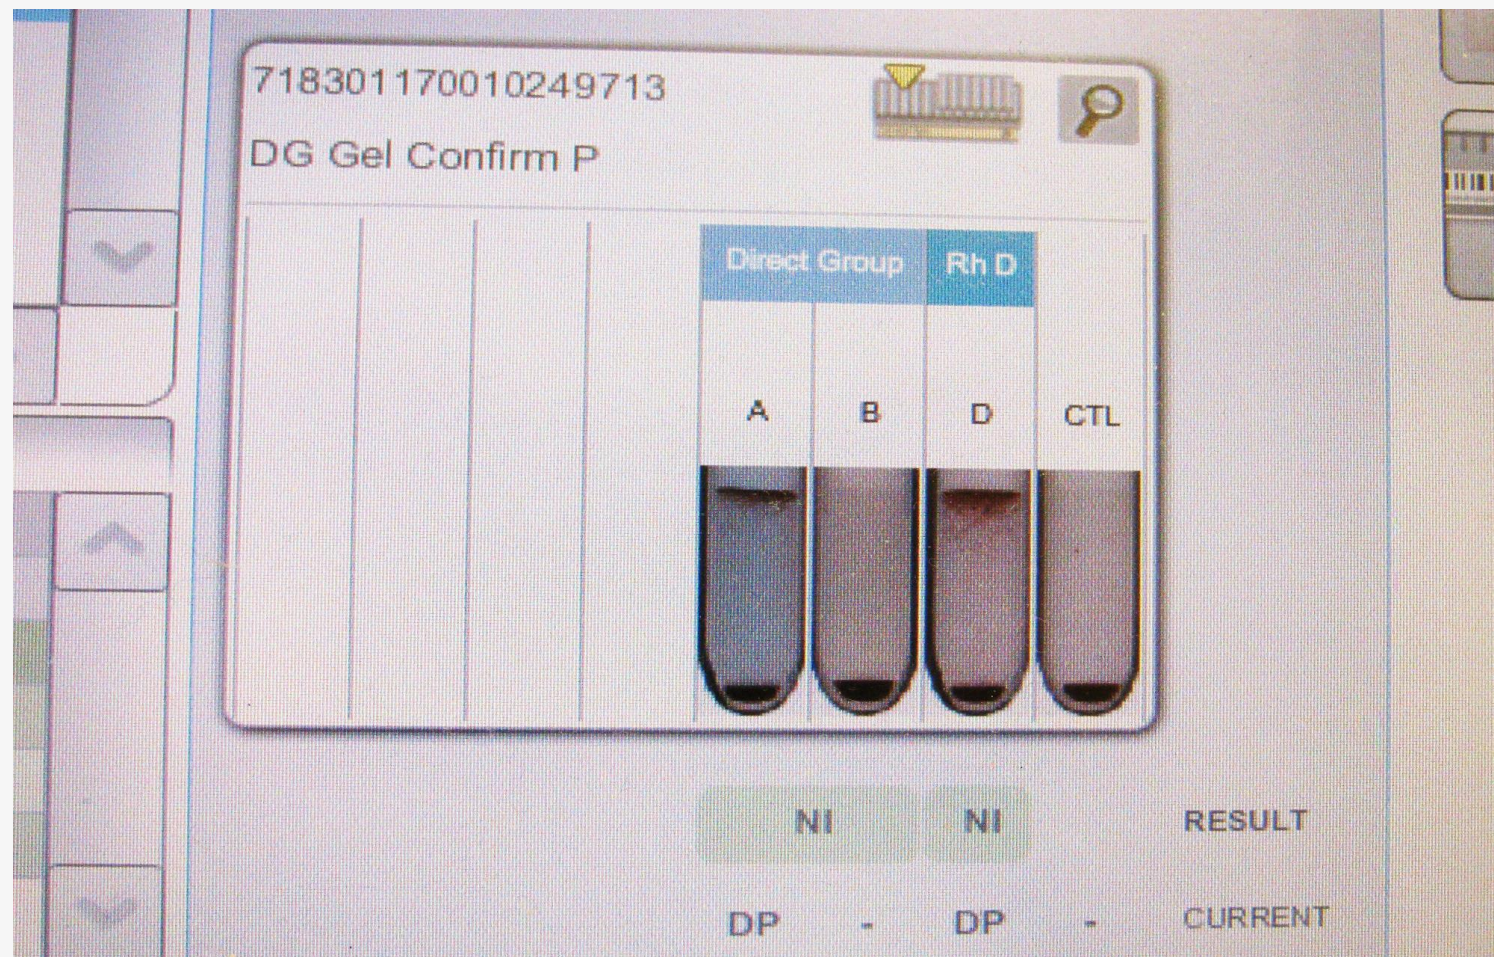 718301170010249713
DG Gel Confirm P
Direct Group Rh D
A B D CTL
NI NI RESULT
DP - DP - CURRENT